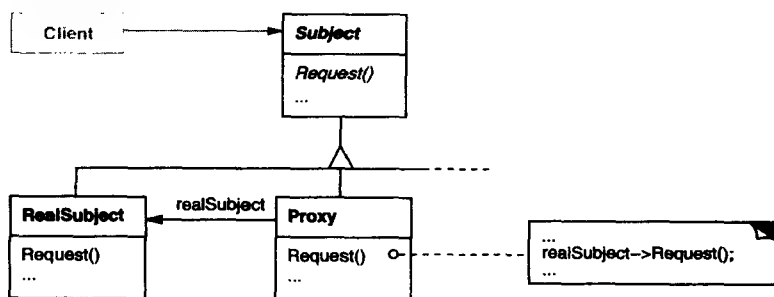 Client
Subject
Request()
...
RealSubject
Request()
...
realSubject
Proxy
Request()
...
...
realSubject->Request();
...